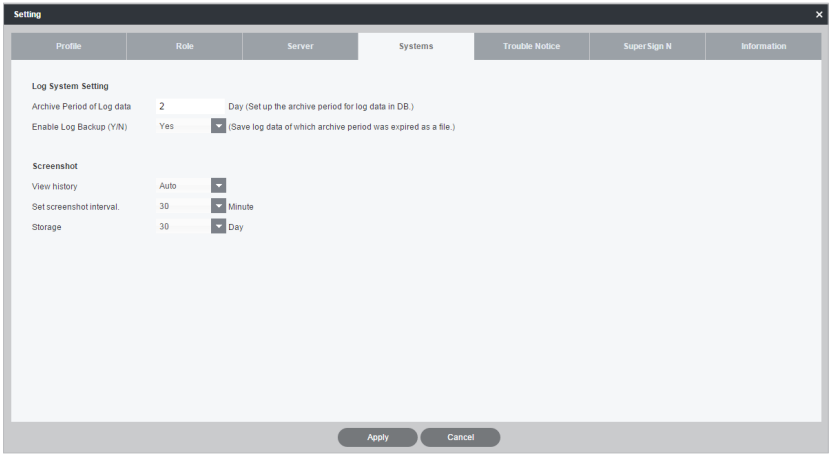 Setting
Profile Role Server Systems Trouble Notice SuperSign N Information
Log System Setting
Archive Period of Log data 2 Day (Set up the archive period for log data in DB.)
Enable Log Backup (Y/N) Yes (Save log data of which archive period was expired as a file.)
Screenshot
View history Auto
Set screenshot interval. 30 Minute
Storage 30 Day
Apply Cancel